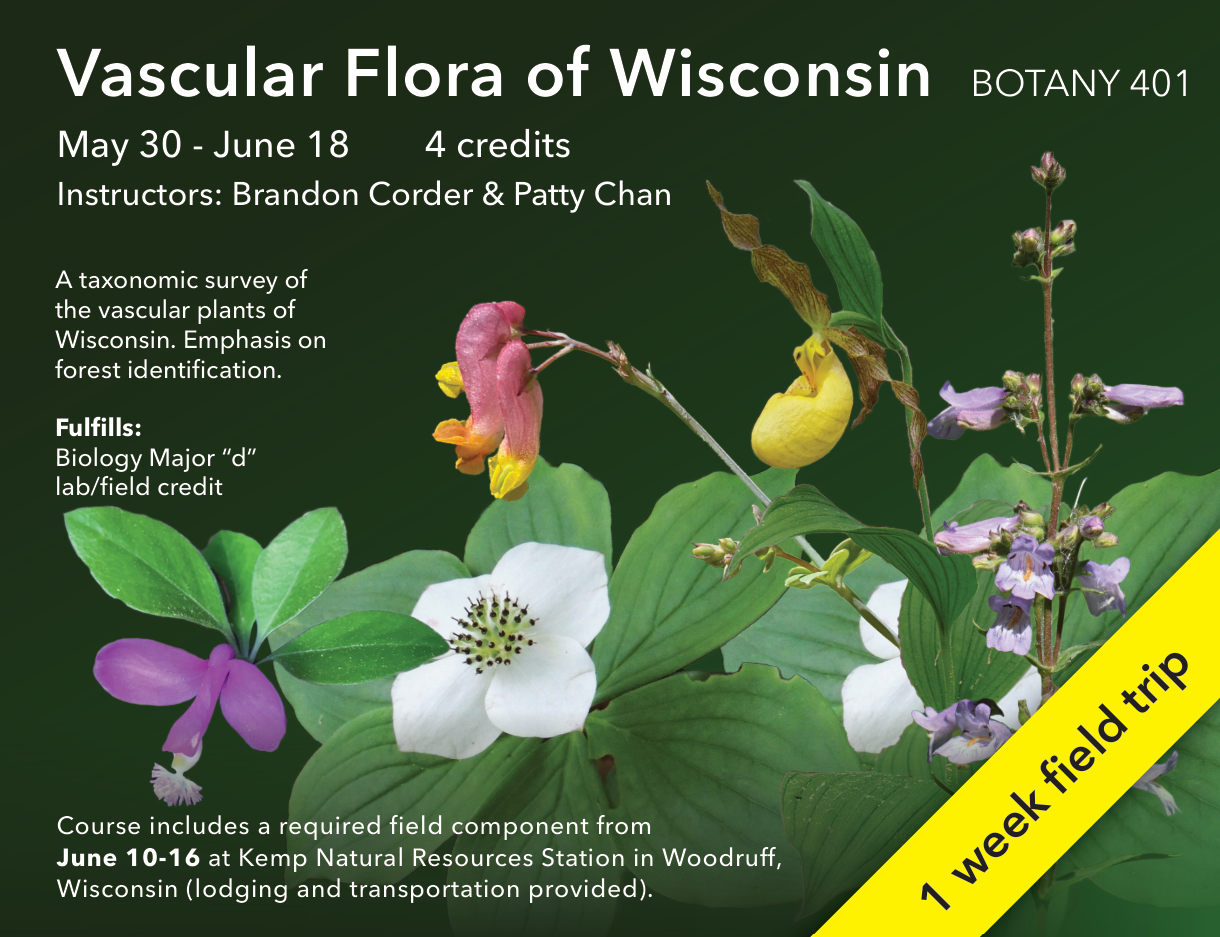 Vascular Flora of Wisconsin BOTANY 401
May 30 - June 18 4 credits
Instructors: Brandon Corder & Patty Chan
A taxonomic survey of
the vascular plants of
Wisconsin. Emphasis on
forest identification.
Fulfills:
Biology Major “d”
lab/field credit
Course includes a required field component from
June 10-16 at Kemp Natural Resources Station in Woodruff,
Wisconsin (lodging and transportation provided).
1 week field trip